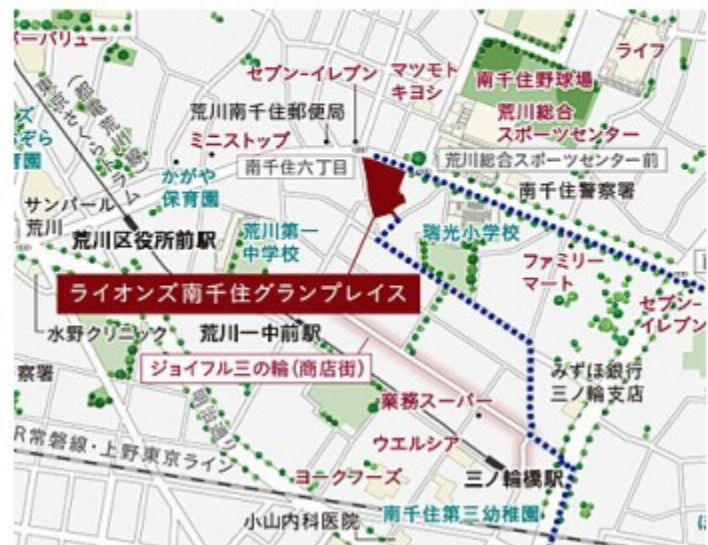 バリュー
ライフ
セブン-イレブン
マツモト
キヨシ
南千住野球場
荒川南千住郵便局
荒川総合
スポーツセンター
ミニストップ
南千住六丁目
荒川総合スポーツセンター前
かがや
保育園
南千住警察署
サンパール
荒川
荒川区役所前駅
荒川第一
中学校
瑞光小学校
ファミリー
マート
ライオンズ南千住グランプレイス
セブン-
イレブン
水野クリニック
荒川一中前駅
ジョイフル三の輪(商店街)
みずほ銀行
三ノ輪支店
察署
業務スーパー
R常磐線・上野東京ライン
ウエルシア
ヨークフーズ
三ノ輪橋駅
小山内科医院
南千住第三幼稚園